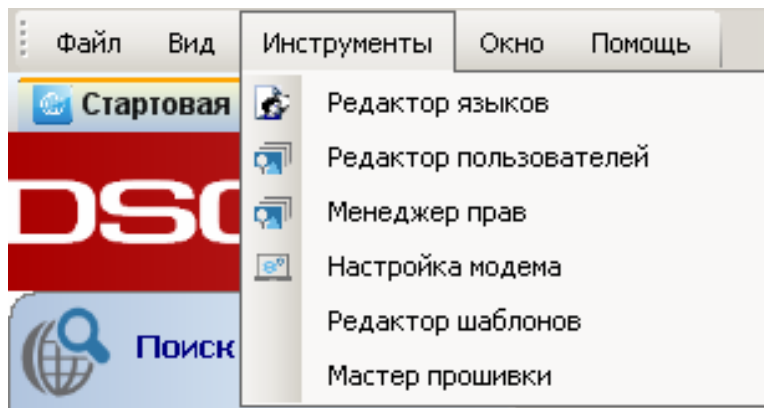 Файл Вид Инструменты Окно Помощь
Стартовая
Редактор языков
Редактор пользователей
DSC
Менеджер прав
Настройка модема
Редактор шаблонов
Поиск
Мастер прошивки